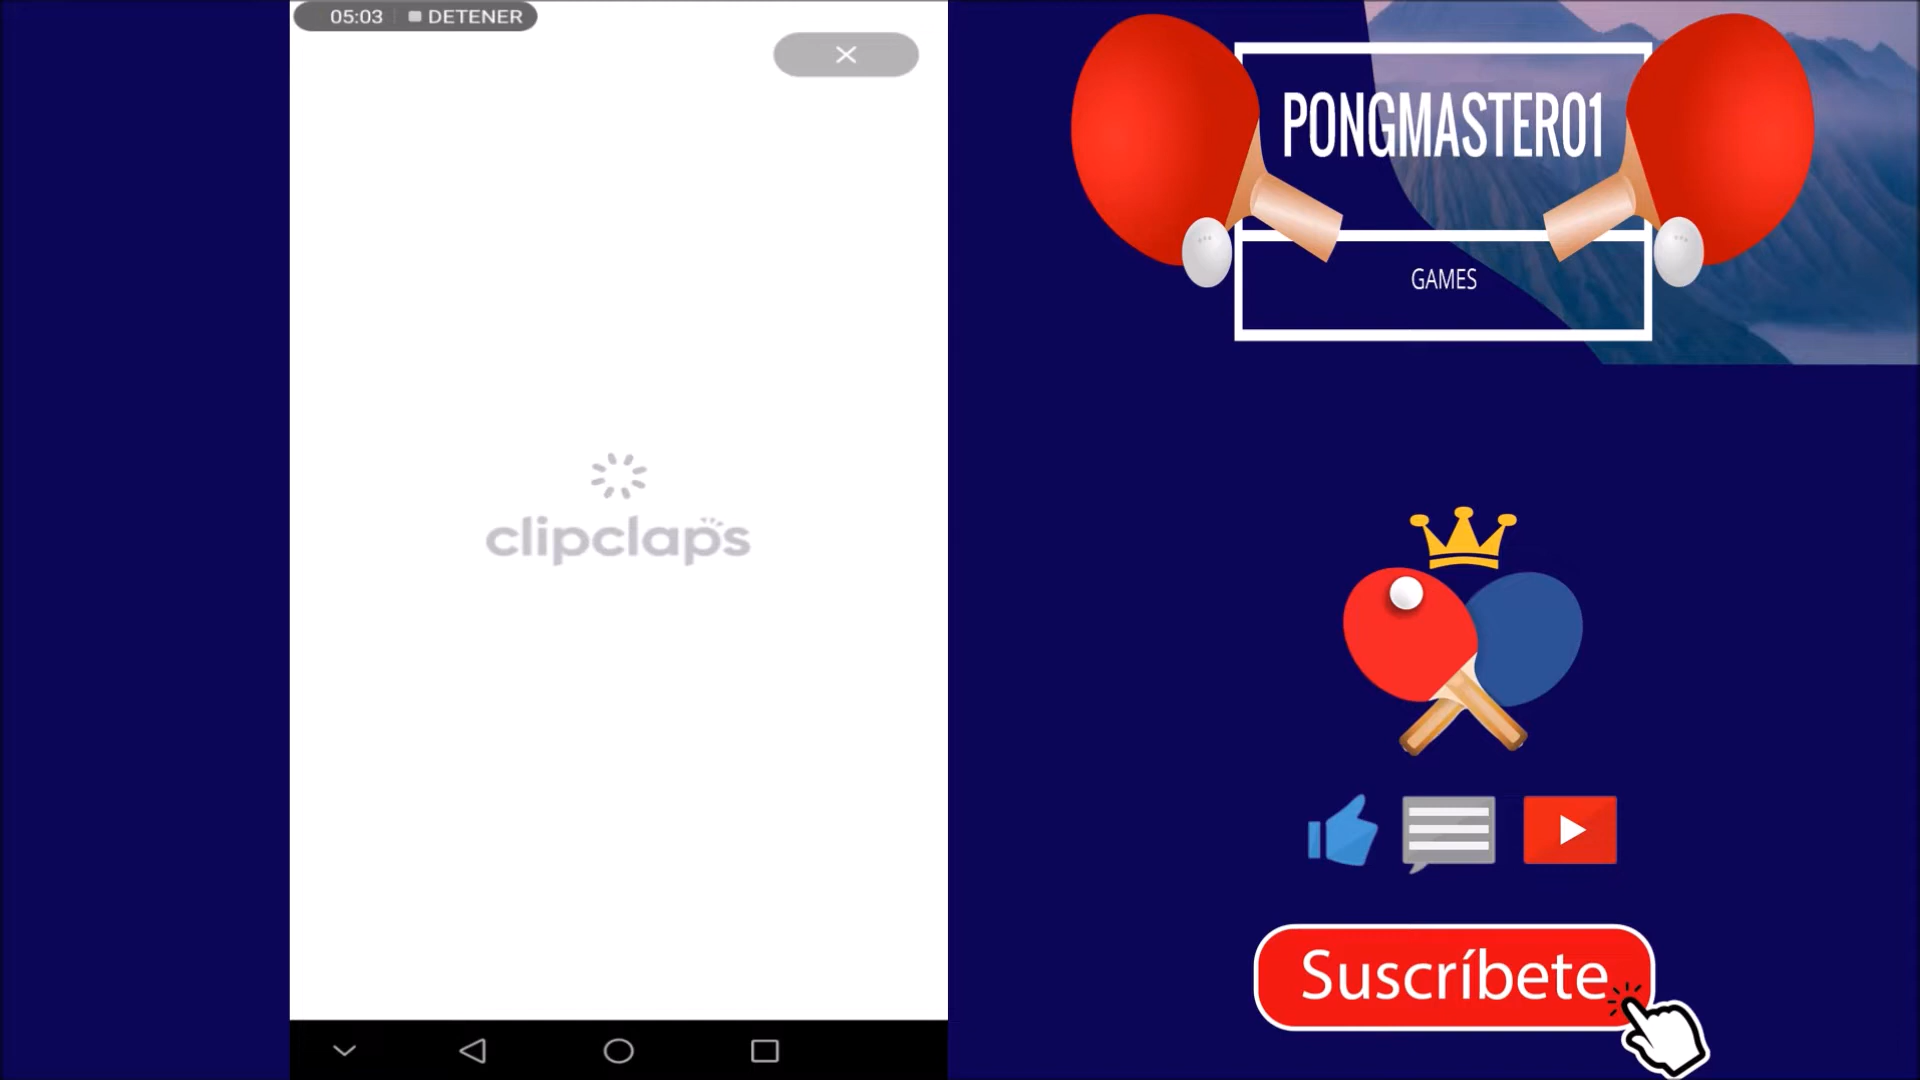 05:03 DETENER
clipclaps
PONGMASTER01
GAMES
Suscríbete